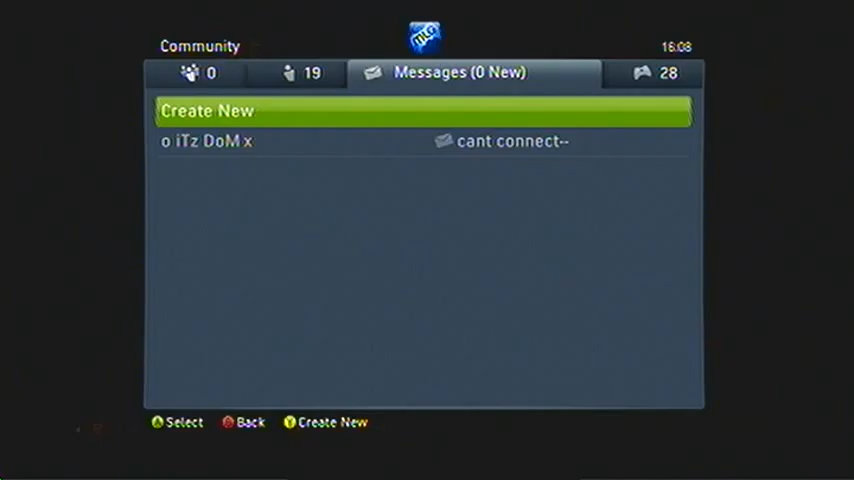 Community
MLG
16:08
0
19
Messages (0 New)
28
Create New
o iTz DoM x
cant connect--
A Select
B Back
Y Create New